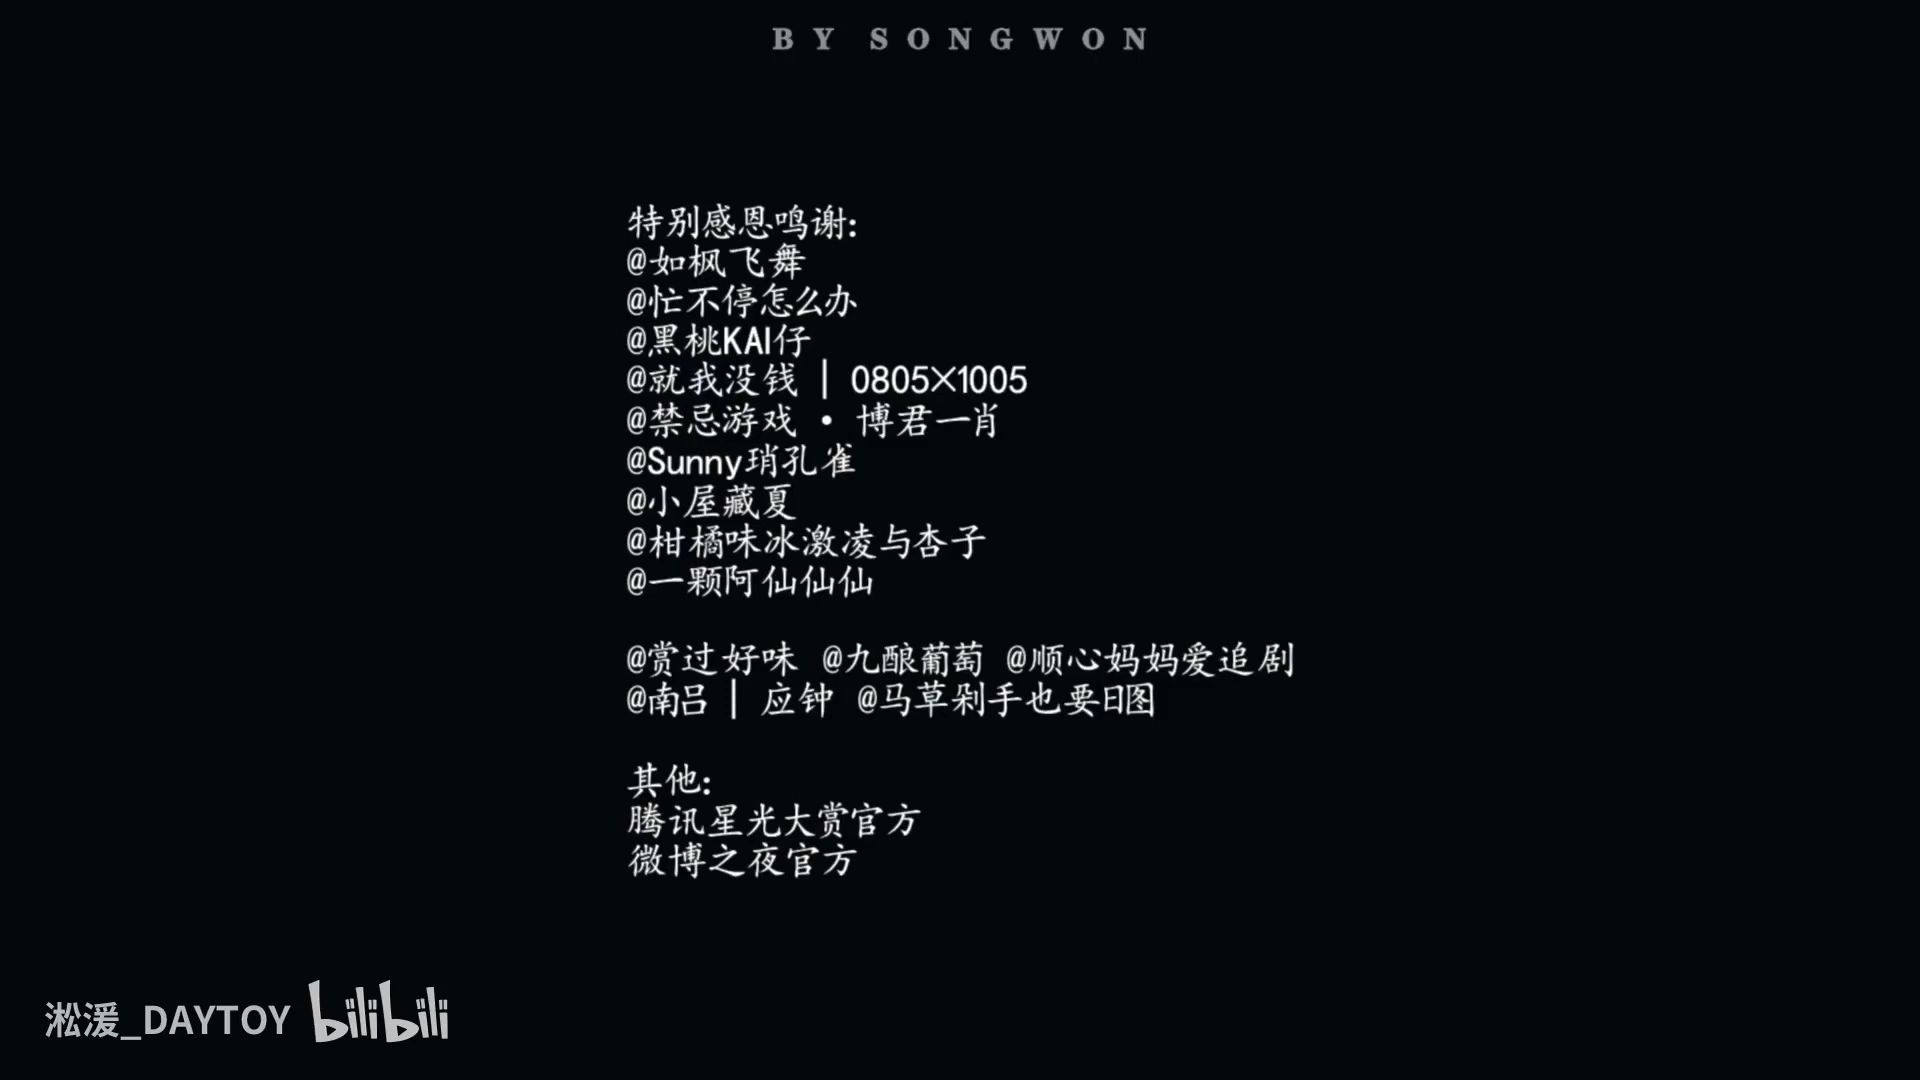 BY SONGWON
特别感恩鸣谢:
@如枫飞舞
@忙不停怎么办
@黑桃KAI仔
@就我没钱 | 0805×1005
@禁忌游戏 · 博君一肖
@Sunny琑孔雀
@小屋藏夏
@柑橘味冰激凌与杏子
@一颗阿仙仙仙
@赏过好味 @九酿葡萄 @顺心妈妈爱追剧
@南吕 | 应钟 @马草剁手也要日图
其他:
腾讯星光大赏官方
微博之夜官方
淞湲_DAYTOY bilibili